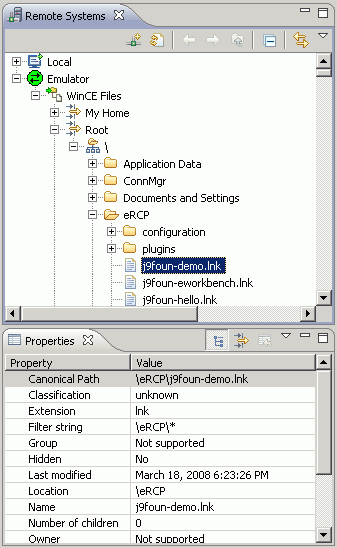 Remote Systems
Local
Emulator
WinCE Files
My Home
Root
\
Application Data
ConnMgr
Documents and Settings
eRCP
configuration
plugins
j9foun-demo.lnk
j9foun-eworkbench.lnk
j9foun-hello.lnk
Properties
Property Value
Canonical Path \eRCP\j9foun-demo.lnk
Classification unknown
Extension lnk
Filter string \eRCP\*
Group Not supported
Hidden No
Last modified March 18, 2008 6:23:26 PM
Location \eRCP
Name j9foun-demo.lnk
Number of children 0
Owner Not supported